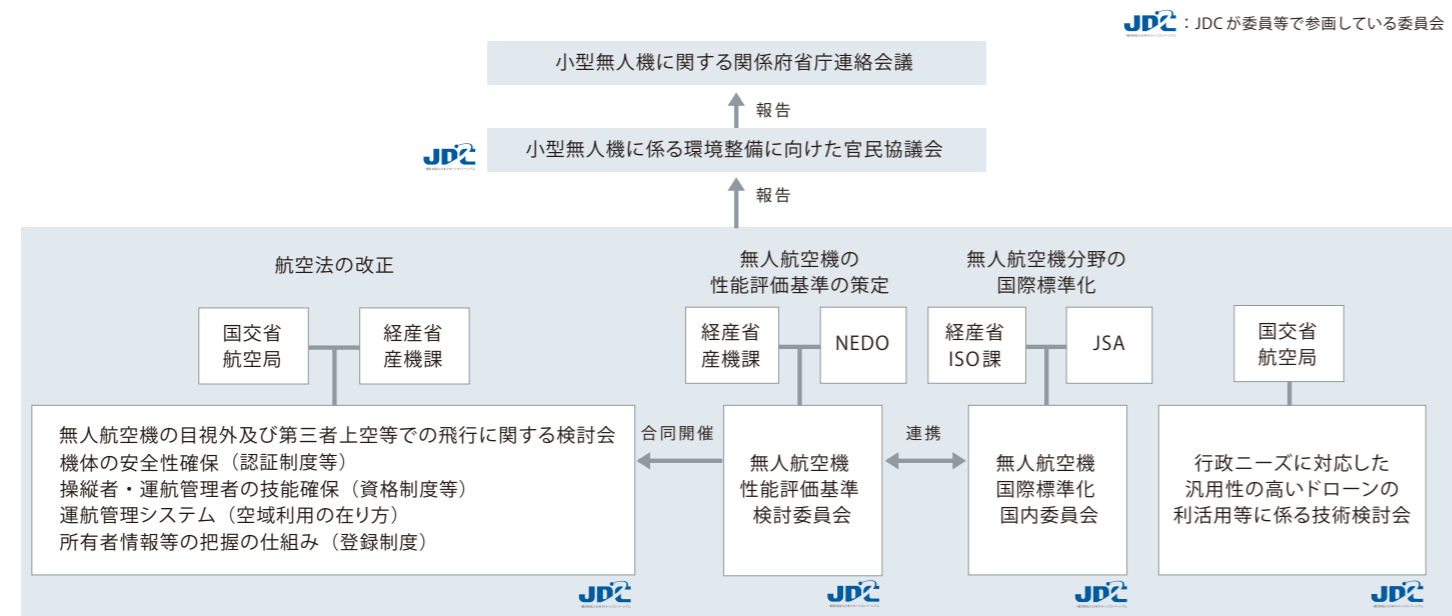 JDC：JDCが委員等で参画している委員会
小型無人機に関する関係府省庁連絡会議
報告
JDC
小型無人機に係る環境整備に向けた官民協議会
報告
航空法の改正
無人航空機の
性能評価基準の策定
無人航空機分野の
国際標準化
国交省
航空局
経産省
産機課
経産省
産機課
NEDO
経産省
ISO課
JSA
国交省
航空局
無人航空機の目視外及び第三者上空等での飛行に関する検討会
機体の安全性確保（認証制度等）
操縦者・運航管理者の技能確保（資格制度等）
運航管理システム（空域利用の在り方）
所有者情報等の把握の仕組み（登録制度）
合同開催
無人航空機
性能評価基準
検討委員会
連携
無人航空機
国際標準化
国内委員会
行政ニーズに対応した
汎用性の高いドローンの
利活用等に係る技術検討会
JDC
JDC
JDC
JDC